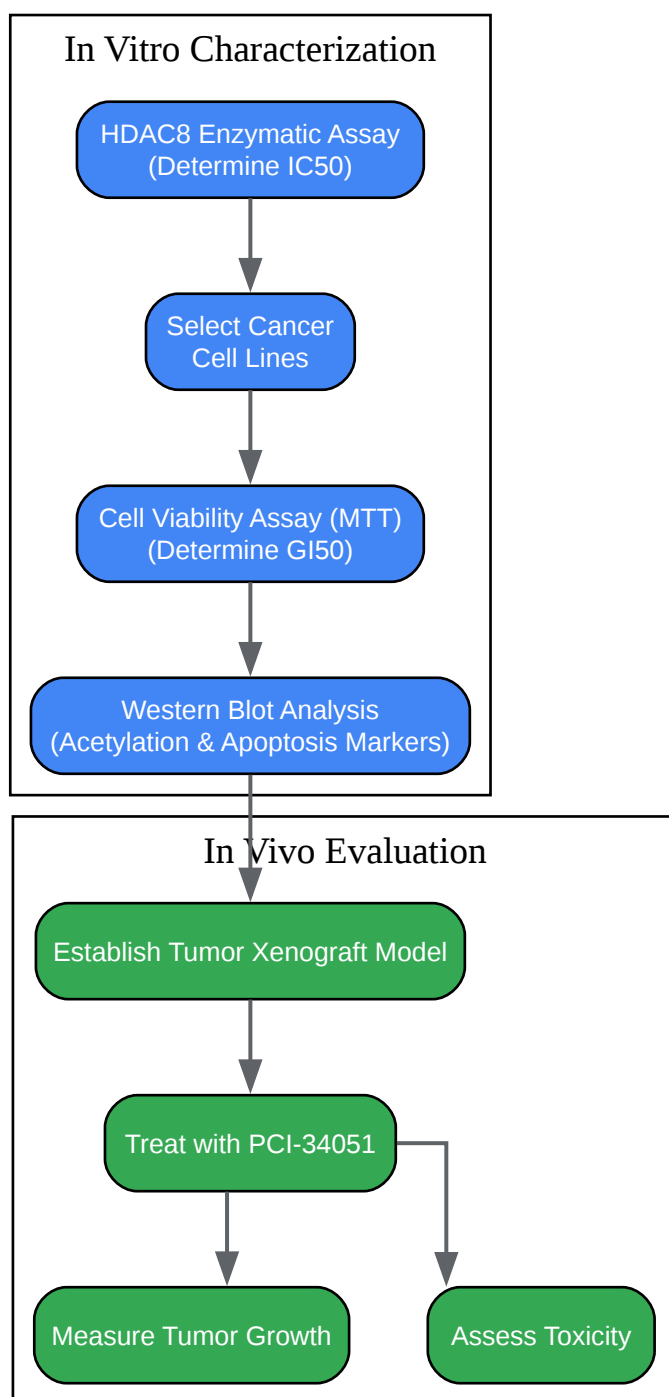 In Vitro Characterization
HDAC8 Enzymatic Assay
(Determine IC50)
Select Cancer
Cell Lines
Cell Viability Assay (MTT)
(Determine GI50)
Western Blot Analysis
(Acetylation & Apoptosis Markers)
In Vivo Evaluation
Establish Tumor Xenograft Model
Treat with PCI-34051
Measure Tumor Growth
Assess Toxicity